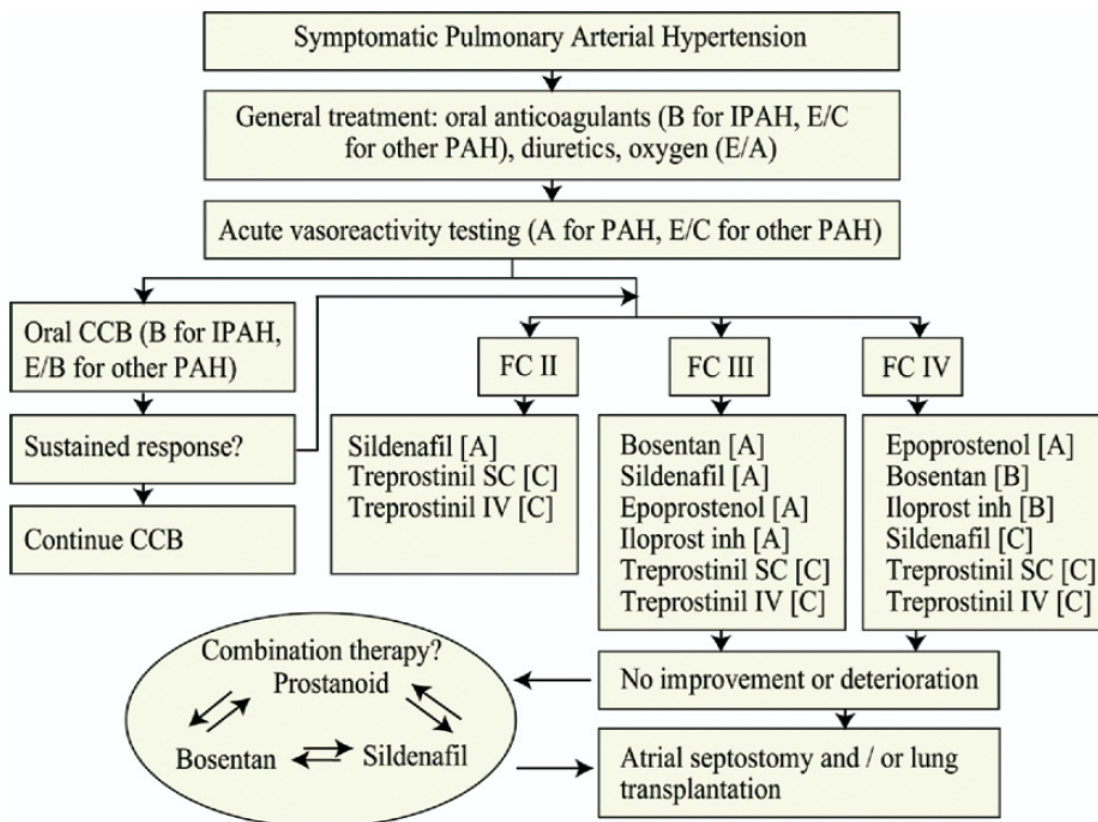 Symptomatic Pulmonary Arterial Hypertension
General treatment: oral anticoagulants (B for IPAH, E/C
for other PAH), diuretics, oxygen (E/A)
Acute vasoreactivity testing (A for PAH, E/C for other PAH)
Oral CCB (B for IPAH,
E/B for other PAH)
Sustained response?
Continue CCB
FC II
Sildenafil [A]
Treprostinil SC [C]
Treprostinil IV [C]
FC III
Bosentan [A]
Sildenafil [A]
Epoprostenol [A]
Iloprost inh [A]
Treprostinil SC [C]
Treprostinil IV [C]
FC IV
Epoprostenol [A]
Bosentan [B]
Iloprost inh [B]
Sildenafil [C]
Treprostinil SC [C]
Treprostinil IV [C]
No improvement or deterioration
Combination therapy?
Prostanoid
Bosentan
Sildenafil
Atrial septostomy and / or lung
transplantation